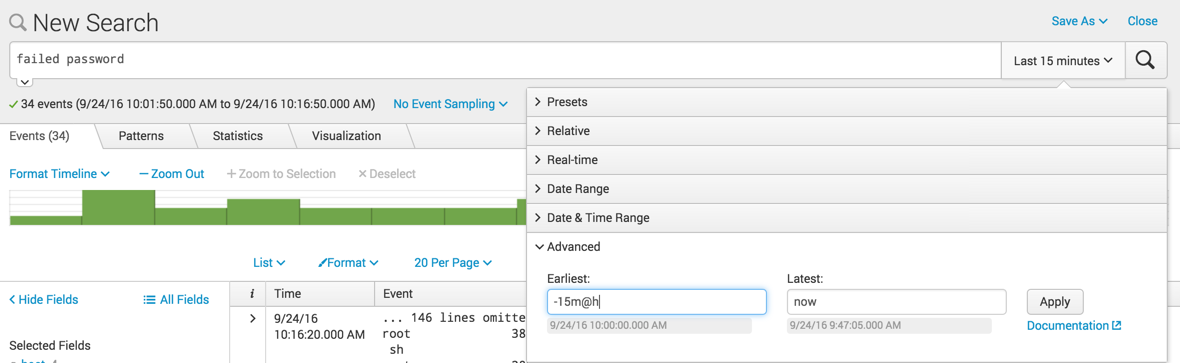 New Search
Save As
Close
failed password
Last 15 minutes
34 events (9/24/16 10:01:50.000 AM to 9/24/16 10:16:50.000 AM)
No Event Sampling
Presets
Relative
Real-time
Date Range
Date & Time Range
Advanced
Earliest:
Latest:
-15m@h
now
Apply
9/24/16 10:00:00.000 AM
9/24/16 9:47:05.000 AM
Documentation
Events (34)
Patterns
Statistics
Visualization
Format Timeline
— Zoom Out
+ Zoom to Selection
× Deselect
List
Format
20 Per Page
< Hide Fields
All Fields
i
Time
Event
Selected Fields
9/24/16
10:16:20.000 AM
... 146 lines omitte
root 38
sh